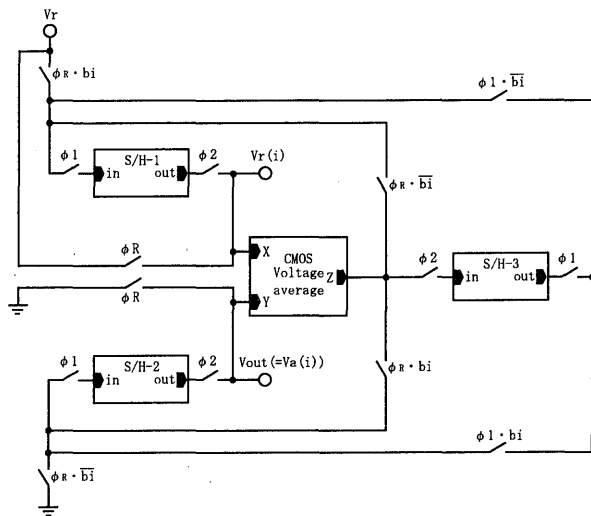 Vr
φR・bi
φ1・b̅i̅
φ1
S/H-1
in
out
φ2
Vr(i)
φR・b̅i̅
φR
φR
X
Y
CMOS
Voltage
average
Z
φ2
S/H-3
in
out
φ1
φ1
S/H-2
in
out
φ2
Vout(=Va(i))
φR・bi
φ1・bi
φR・b̅i̅